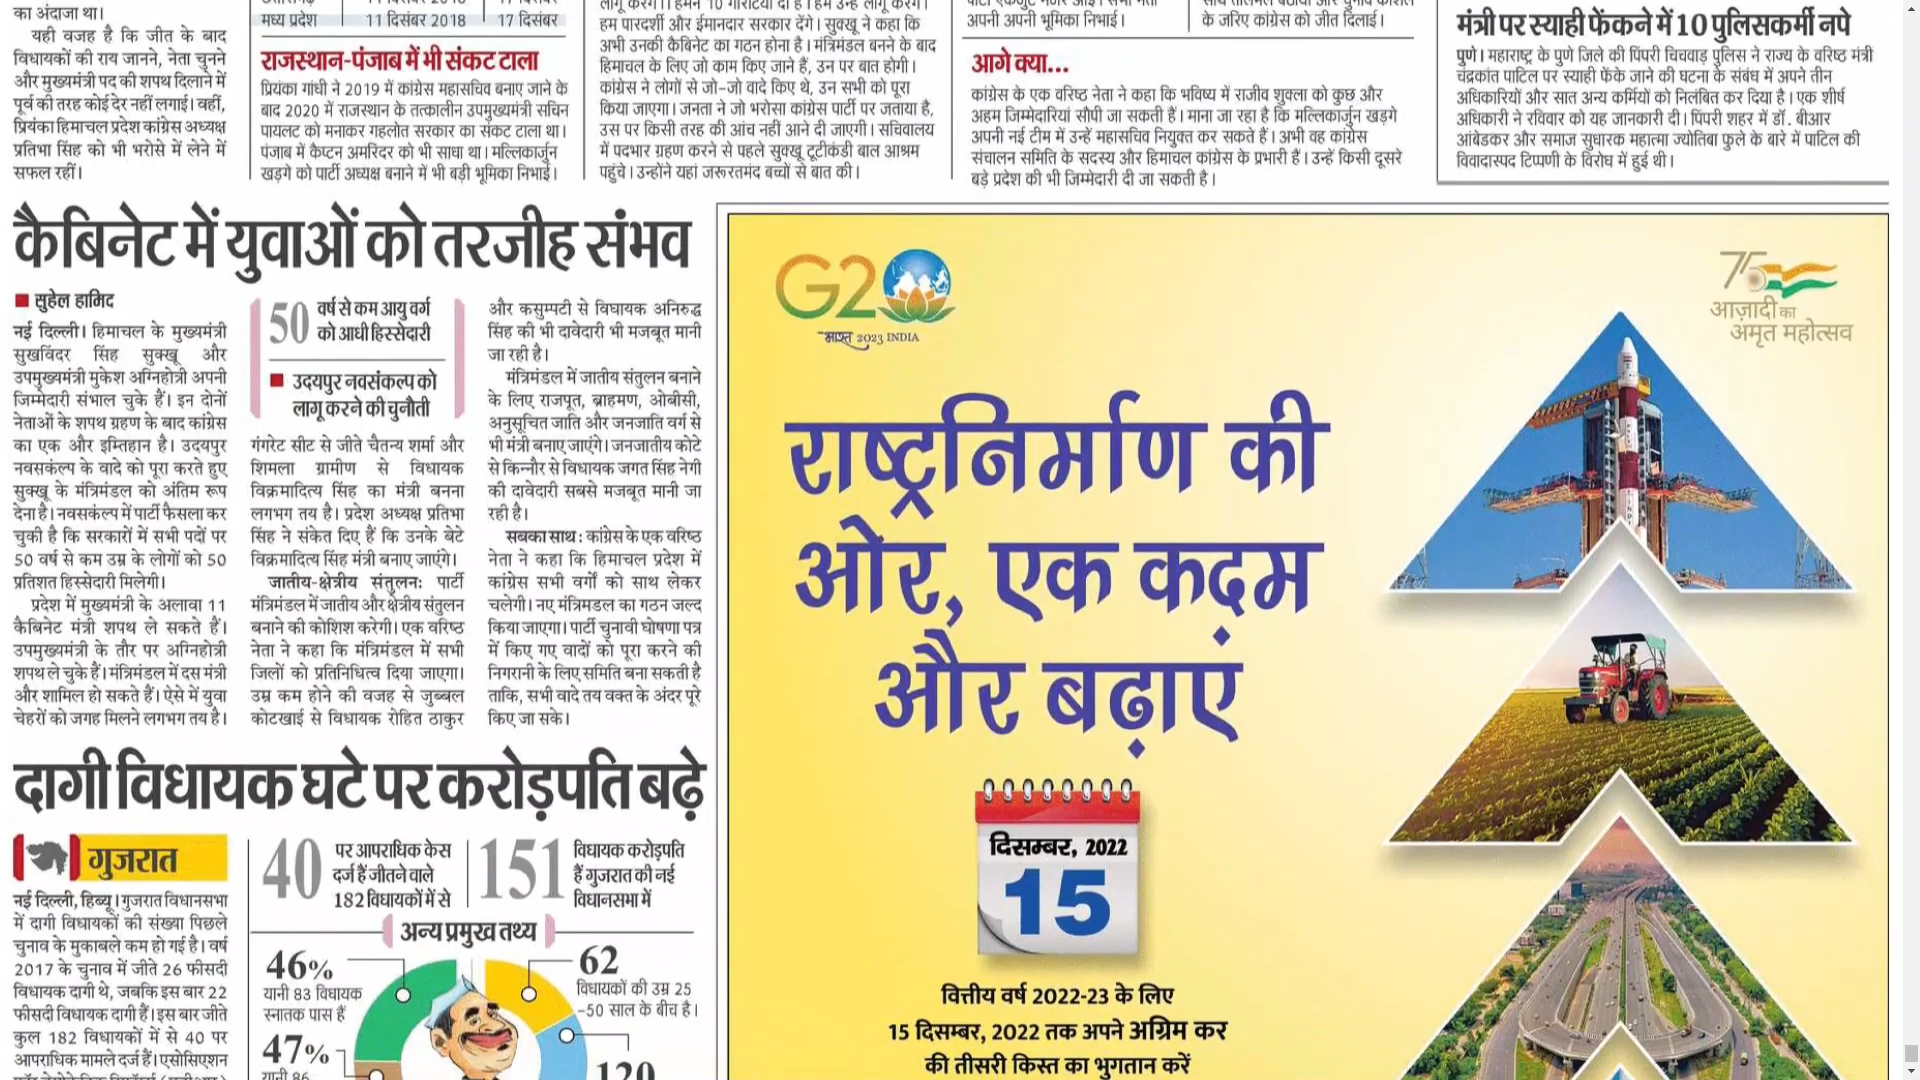 का अंदाजा था।
यही वजह है कि जीत के बाद
विधायकों की राय जानने, नेता चुनने
और मुख्यमंत्री पद की शपथ दिलाने में
पूर्व की तरह कोई देर नहीं लगाई। वहीं,
प्रियंका हिमाचल प्रदेश कांग्रेस अध्यक्ष
प्रतिभा सिंह को भी भरोसे में लेने में
सफल रहीं।
मध्य प्रदेश 11 दिसंबर 2018 17 दिसंबर
राजस्थान-पंजाब में भी संकट टाला
प्रियंका गांधी ने 2019 में कांग्रेस महासचिव बनाए जाने के
बाद 2020 में राजस्थान के तत्कालीन उपमुख्यमंत्री सचिन
पायलट को मनाकर गहलोत सरकार का संकट टाला था।
पंजाब में कैप्टन अमरिंदर को भी साधा था। मल्लिकार्जुन
खड़गे को पार्टी अध्यक्ष बनाने में भी बड़ी भूमिका निभाई।
लागू करेंगे।। हमने 10 गारंटियां दी हैं। हम उन्हें लागू करेंगे।
हम पारदर्शी और ईमानदार सरकार देंगे। सुक्खू ने कहा कि
अभी उनकी कैबिनेट का गठन होना है। मंत्रिमंडल बनने के बाद
हिमाचल के लिए जो काम किए जाने हैं, उन पर बात होगी।
कांग्रेस ने लोगों से जो-जो वादे किए थे, उन सभी को पूरा
किया जाएगा। जनता ने जो भरोसा कांग्रेस पार्टी पर जताया है,
उस पर किसी तरह की आंच नहीं आने दी जाएगी। सचिवालय
में पदभार ग्रहण करने से पहले सुक्खू टूटीकंडी बाल आश्रम
पहुंचे। उन्होंने यहां जरूरतमंद बच्चों से बात की।
अपनी अपनी भूमिका निभाई।
के जरिए कांग्रेस को जीत दिलाई।
आगे क्या...
कांग्रेस के एक वरिष्ठ नेता ने कहा कि भविष्य में राजीव शुक्ला को कुछ और
अहम जिम्मेदारियां सौपी जा सकती हैं। माना जा रहा है कि मल्लिकार्जुन खड़गे
अपनी नई टीम में उन्हें महासचिव नियुक्त कर सकते हैं। अभी वह कांग्रेस
संचालन समिति के सदस्य और हिमाचल कांग्रेस के प्रभारी हैं। उन्हें किसी दूसरे
बड़े प्रदेश की भी जिम्मेदारी दी जा सकती है।
मंत्री पर स्याही फेंकने में 10 पुलिसकर्मी नपे
पुणे। महाराष्ट्र के पुणे जिले की पिंपरी चिचवाड़ पुलिस ने राज्य के वरिष्ठ मंत्री
चंद्रकांत पाटिल पर स्याही फेंके जाने की घटना के संबंध में अपने तीन
अधिकारियों और सात अन्य कर्मियों को निलंबित कर दिया है। एक शीर्ष
अधिकारी ने रविवार को यह जानकारी दी। पिंपरी शहर में डॉ. बीआर
आंबेडकर और समाज सुधारक महात्मा ज्योतिबा फुले के बारे में पाटिल की
विवादास्पद टिप्पणी के विरोध में हुई थी।
कैबिनेट में युवाओं को तरजीह संभव
सुहेल हामिद
नई दिल्ली। हिमाचल के मुख्यमंत्री
सुखविंदर सिंह सुक्खू और
उपमुख्यमंत्री मुकेश अग्निहोत्री अपनी
जिम्मेदारी संभाल चुके हैं। इन दोनों
नेताओं के शपथ ग्रहण के बाद कांग्रेस
का एक और इम्तिहान है। उदयपुर
नवसंकल्प के वादे को पूरा करते हुए
सुक्खू के मंत्रिमंडल को अंतिम रूप
देना है। नवसंकल्प में पार्टी फैसला कर
चुकी है कि सरकारों में सभी पदों पर
50 वर्ष से कम उम्र के लोगों को 50
प्रतिशत हिस्सेदारी मिलेगी।
प्रदेश में मुख्यमंत्री के अलावा 11
कैबिनेट मंत्री शपथ ले सकते हैं।
उपमुख्यमंत्री के तौर पर अग्निहोत्री
शपथ ले चुके हैं। मंत्रिमंडल में दस मंत्री
और शामिल हो सकते हैं। ऐसे में युवा
चेहरों को जगह मिलने लगभग तय है।
50 वर्ष से कम आयु वर्ग
को आधी हिस्सेदारी
उदयपुर नवसंकल्प को
लागू करने की चुनौती
गंगरेट सीट से जीते चैतन्य शर्मा और
शिमला ग्रामीण से विधायक
विक्रमादित्य सिंह का मंत्री बनना
लगभग तय है। प्रदेश अध्यक्ष प्रतिभा
सिंह ने संकेत दिए हैं कि उनके बेटे
विक्रमादित्य सिंह मंत्री बनाए जाएंगे।
जातीय-क्षेत्रीय संतुलन: पार्टी
मंत्रिमंडल में जातीय और क्षेत्रीय संतुलन
बनाने की कोशिश करेगी। एक वरिष्ठ
नेता ने कहा कि मंत्रिमंडल में सभी
जिलों को प्रतिनिधित्व दिया जाएगा।
उम्र कम होने की वजह से जुब्बल
कोटखाई से विधायक रोहित ठाकुर
और कसुम्पटी से विधायक अनिरुद्ध
सिंह की भी दावेदारी भी मजबूत मानी
जा रही है।
मंत्रिमंडल में जातीय संतुलन बनाने
के लिए राजपूत, ब्राहमण, ओबीसी,
अनुसूचित जाति और जनजाति वर्ग से
भी मंत्री बनाए जाएंगे। जनजातीय कोटे
से किन्नौर से विधायक जगत सिंह नेगी
की दावेदारी सबसे मजबूत मानी जा
रही है।
सबका साथ : कांग्रेस के एक वरिष्ठ
नेता ने कहा कि हिमाचल प्रदेश में
कांग्रेस सभी वर्गों को साथ लेकर
चलेगी। नए मंत्रिमडल का गठन जल्द
किया जाएगा। पार्टी चुनावी घोषणा पत्र
में किए गए वादों को पूरा करने की
निगरानी के लिए समिति बना सकती है
ताकि, सभी वादे तय वक्त के अंदर पूरे
किए जा सके।
दागी विधायक घटे पर करोड़पति बढ़े
गुजरात
नई दिल्ली, हिब्यू। गुजरात विधानसभा
में दागी विधायकों की संख्या पिछले
चुनाव के मुकाबले कम हो गई है। वर्ष
2017 के चुनाव में जीते 26 फीसदी
विधायक दागी थे, जबकि इस बार 22
फीसदी विधायक दागी हैं। इस बार जीते
कुल 182 विधायकों में से 40 पर
आपराधिक मामले दर्ज हैं। एसोसिएशन
40 पर आपराधिक केस
दर्ज हैं जीतने वाले
182 विधायकों में से
151 विधायक करोड़पति
हैं गुजरात की नई
विधानसभा में
अन्य प्रमुख तथ्य
46%
यानी 83 विधायक
स्नातक पास हैं
47%
यानी 86
62
विधायकों की उम्र 25
-50 साल के बीच है।
120
G20
भारत 2023 INDIA
75
आज़ादी का
अमृत महोत्सव
राष्ट्रनिर्माण की
ओर, एक कदम
और बढ़ाएं
दिसम्बर, 2022
15
वित्तीय वर्ष 2022-23 के लिए
15 दिसम्बर, 2022 तक अपने अग्रिम कर
की तीसरी किस्त का भुगतान करें